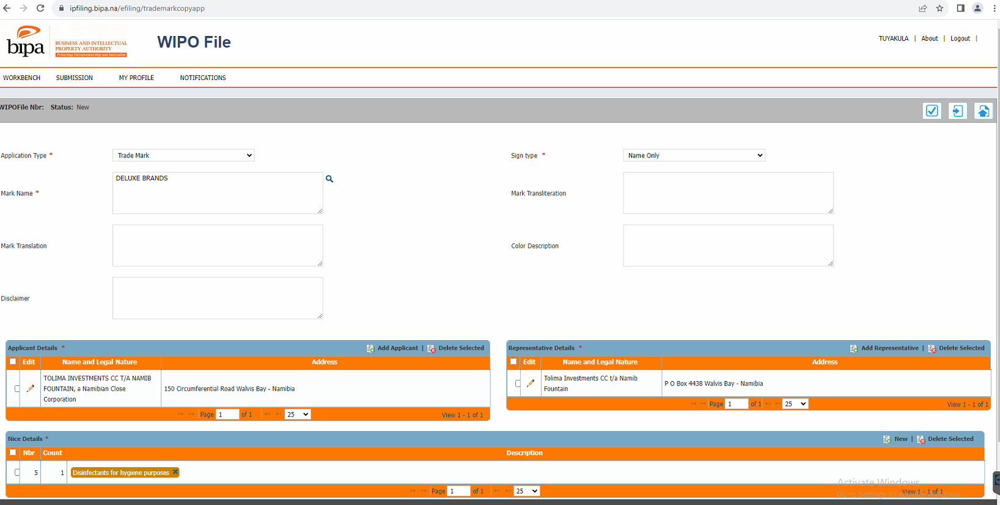 ipfiling.bipa.na/efiling/trademarkcopyapp
bipa
BUSINESS AND INTELLECTUAL
PROPERTY AUTHORITY
Protecting Entrepreneurship and Innovation
WIPO File
TUYAKULA | About | Logout |
WORKBENCH SUBMISSION MY PROFILE NOTIFICATIONS
WIPOFile Nbr: Status: New
Application Type * Trade Mark
Sign type * Name Only
Mark Name * DELUXE BRANDS
Mark Transliteration
Mark Translation
Color Description
Disclaimer
Applicant Details * Add Applicant | Delete Selected
Edit Name and Legal Nature Address
TOLIMA INVESTMENTS CC T/A NAMIB
FOUNTAIN, a Namibian Close
Corporation
150 Circumferential Road Walvis Bay - Namibia
Page 1 of 1 25 View 1 - 1 of 1
Representative Details * Add Representative | Delete Selected
Edit Name and Legal Nature Address
Tolima Investments CC t/a Namib
Fountain
P O Box 4438 Walvis Bay - Namibia
Page 1 of 1 25 View 1 - 1 of 1
Nice Details * New | Delete Selected
Nbr Count Description
5 1 Disinfectants for hygiene purposes
Page 1 of 1 25 View 1 - 1 of 1
Activate Windows
Go to Settings to activate Windows.